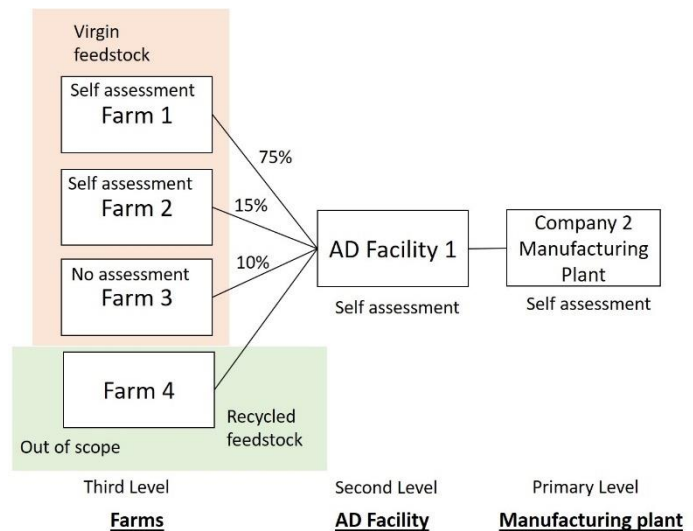 Virgin
feedstock
Self assessment
Farm 1
75%
Self assessment
Farm 2
15%
No assessment
Farm 3
10%
AD Facility 1
Self assessment
Company 2
Manufacturing
Plant
Self assessment
Farm 4
Recycled
feedstock
Out of scope
Third Level
Second Level
Primary Level
Farms
AD Facility
Manufacturing plant